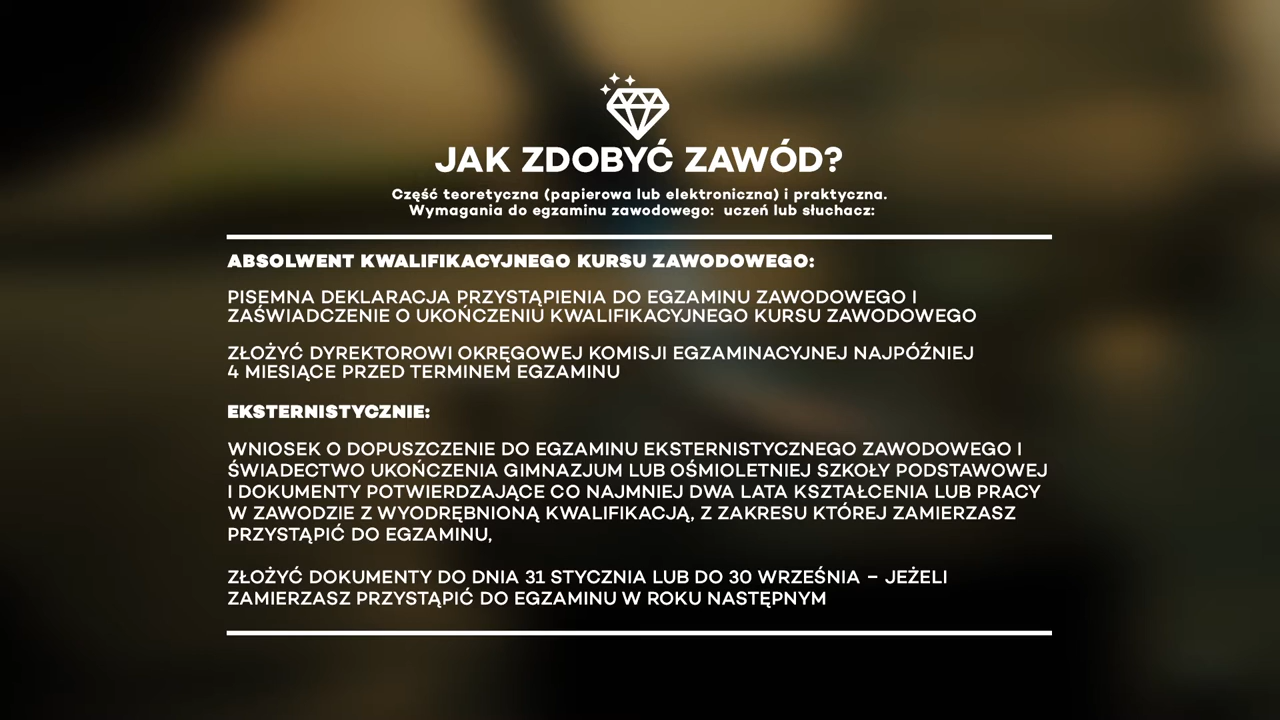 JAK ZDOBYĆ ZAWÓD?
Część teoretyczna (papierowa lub elektroniczna) i praktyczna.
Wymagania do egzaminu zawodowego: uczeń lub słuchacz:
ABSOLWENT KWALIFIKACYJNEGO KURSU ZAWODOWEGO:
PISEMNA DEKLARACJA PRZYSTĄPIENIA DO EGZAMINU ZAWODOWEGO I
ZAŚWIADCZENIE O UKOŃCZENIU KWALIFIKACYJNEGO KURSU ZAWODOWEGO
ZŁOŻYĆ DYREKTOROWI OKRĘGOWEJ KOMISJI EGZAMINACYJNEJ NAJPÓŹNIEJ
4 MIESIĄCE PRZED TERMINEM EGZAMINU
EKSTERNISTYCZNIE:
WNIOSEK O DOPUSZCZENIE DO EGZAMINU EKSTERNISTYCZNEGO ZAWODOWEGO I
ŚWIADECTWO UKOŃCZENIA GIMNAZJUM LUB OŚMIOLETNIEJ SZKOŁY PODSTAWOWEJ
I DOKUMENTY POTWIERDZAJĄCE CO NAJMNIEJ DWA LATA KSZTAŁCENIA LUB PRACY
W ZAWODZIE Z WYODRĘBNIONĄ KWALIFIKACJĄ, Z ZAKRESU KTÓREJ ZAMIERZASZ
PRZYSTĄPIĆ DO EGZAMINU,
ZŁOŻYĆ DOKUMENTY DO DNIA 31 STYCZNIA LUB DO 30 WRZEŚNIA – JEŻELI
ZAMIERZASZ PRZYSTĄPIĆ DO EGZAMINU W ROKU NASTĘPNYM